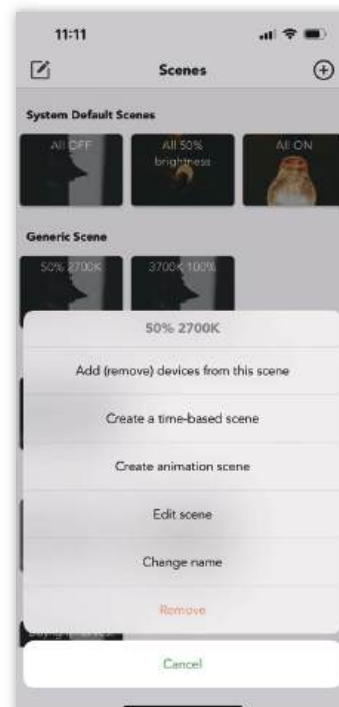 11:11
Scenes
System Default Scenes
All OFF
All 50%
brightness
All ON
Generic Scene
50% 2700K
3700K 100%
50% 2700K
Add (remove) devices from this scene
Create a time-based scene
Create animation scene
Edit scene
Change name
Remove
Cancel